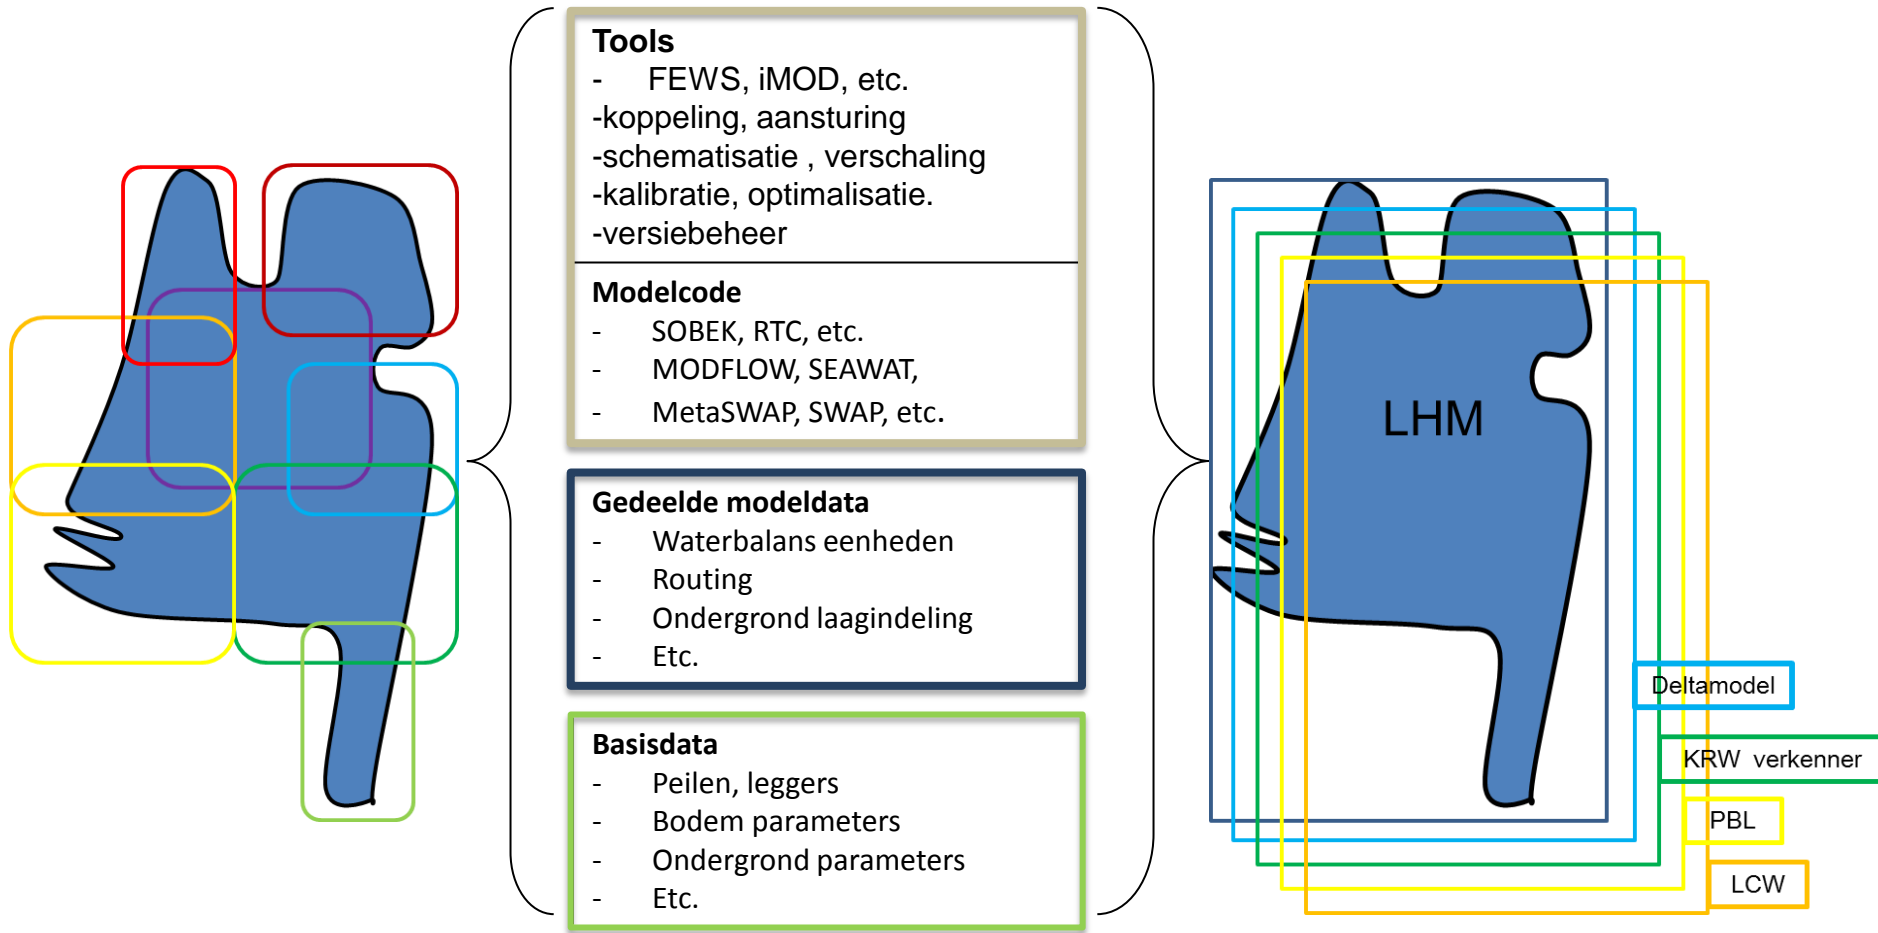 Tools
- FEWS, iMOD, etc.
-koppeling, aansturing
-schematisatie , verschaling
-kalibratie, optimalisatie.
-versiebeheer
Modelcode
- SOBEK, RTC, etc.
- MODFLOW, SEAWAT,
- MetaSWAP, SWAP, etc.
Gedeelde modeldata
- Waterbalans eenheden
- Routing
- Ondergrond laagindeling
- Etc.
Basisdata
- Peilen, leggers
- Bodem parameters
- Ondergrond parameters
- Etc.
LHM
Deltamodel
KRW verkenner
PBL
LCW